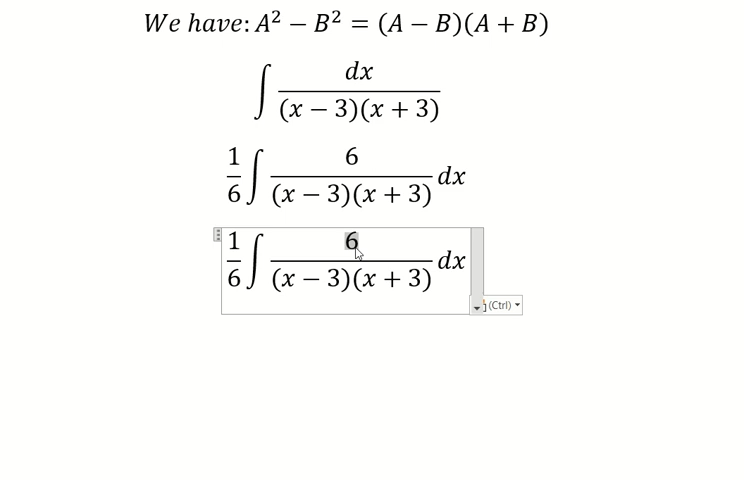 We have: A² − B² = (A − B)(A + B)
∫ dx / (x − 3)(x + 3)
1/6 ∫ 6 / (x − 3)(x + 3) dx
1/6 ∫ 6 / (x − 3)(x + 3) dx
(Ctrl)